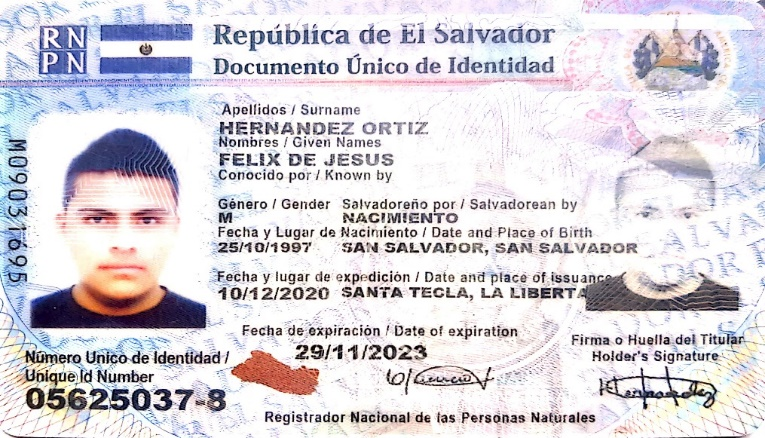 RN
PN
República de El Salvador
Documento Único de Identidad
Apellidos / Surname
HERNANDEZ ORTIZ
Nombres / Given Names
FELIX DE JESUS
Conocido por / Known by
Género / Gender Salvadoreño por / Salvadorean by
M NACIMIENTO
Fecha y Lugar de Nacimiento / Date and Place of Birth
25/10/1997 SAN SALVADOR, SAN SALVADOR
Fecha y lugar de expedición / Date and place of issuance
10/12/2020 SANTA TECLA, LA LIBERTA
Fecha de expiración / Date of expiration
29/11/2023
Número Unico de Identidad /
Unique Id Number
05625037-8
Firma o Huella del Titular
Holder's Signature
Registrador Nacional de las Personas Naturales
M09031695